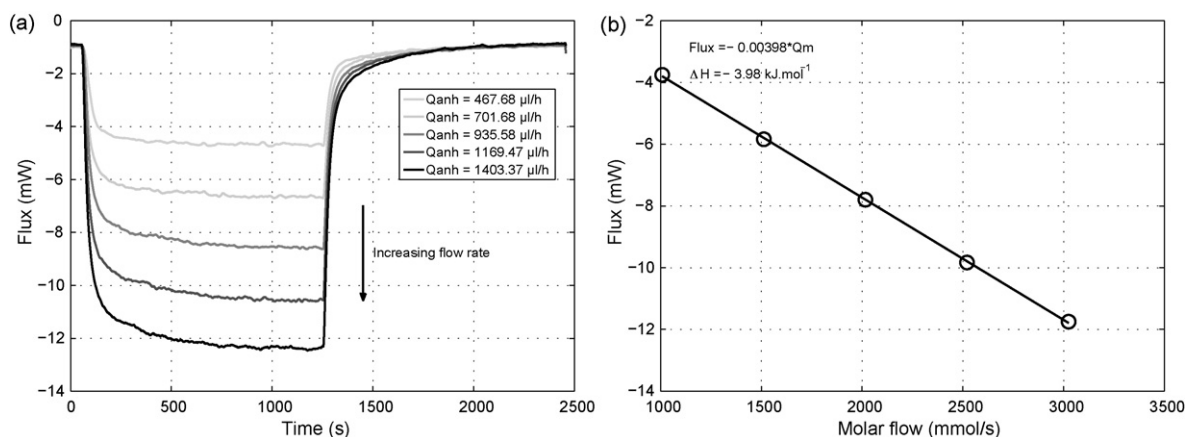 (a)
0
−2
−4
−6
−8
−10
−12
−14
Flux (mW)
Qanh = 467.68 µl/h
Qanh = 701.68 µl/h
Qanh = 935.58 µl/h
Qanh = 1169.47 µl/h
Qanh = 1403.37 µl/h
Increasing flow rate
0 500 1000 1500 2000 2500
Time (s)
(b)
−2
−4
−6
−8
−10
−12
−14
Flux (mW)
Flux =− 0.00398*Qm
Δ H =− 3.98 kJ.mol⁻¹
1000 1500 2000 2500 3000 3500
Molar flow (mmol/s)